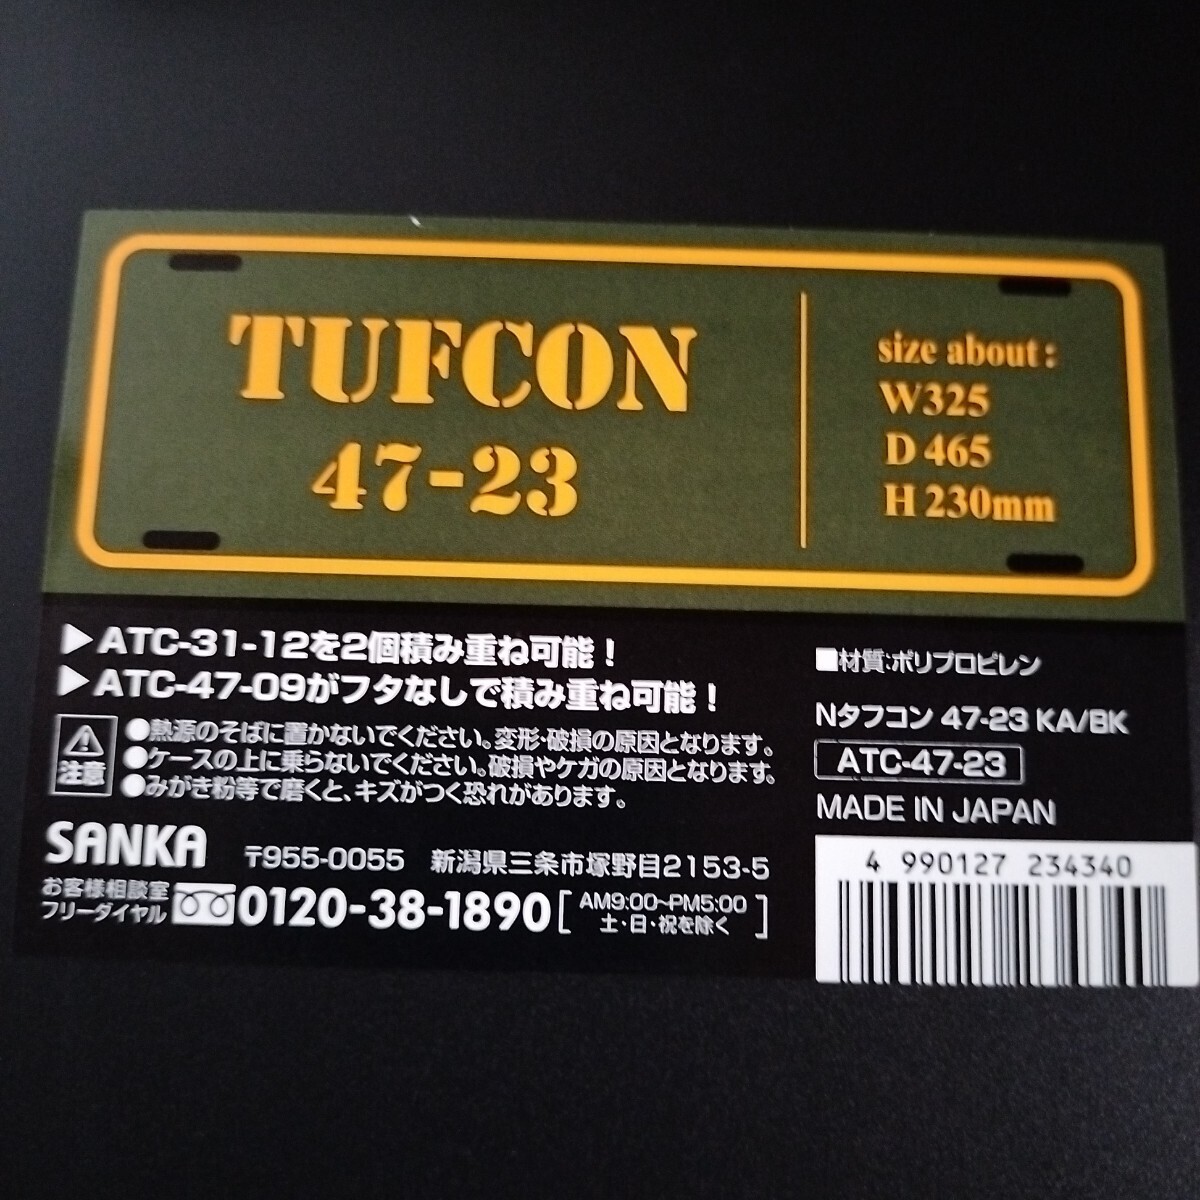 TUFCON
47-23
size about:
W325
D 465
H 230mm
▶ATC-31-12を2個積み重ね可能！
▶ATC-47-09がフタなしで積み重ね可能！
注意
●熱源のそばに置かないでください。変形・破損の原因となります。
●ケースの上に乗らないでください。破損やケガの原因となります。
●みがき粉等で磨くと、キズがつく恐れがあります。
SANKA
〒955-0055 新潟県三条市塚野目2153-5
お客様相談室
フリーダイヤル
0120-38-1890
AM9:00~PM5:00
土・日・祝を除く
■材質:ポリプロピレン
Nタフコン 47-23 KA/BK
ATC-47-23
MADE IN JAPAN
4 990127 234340